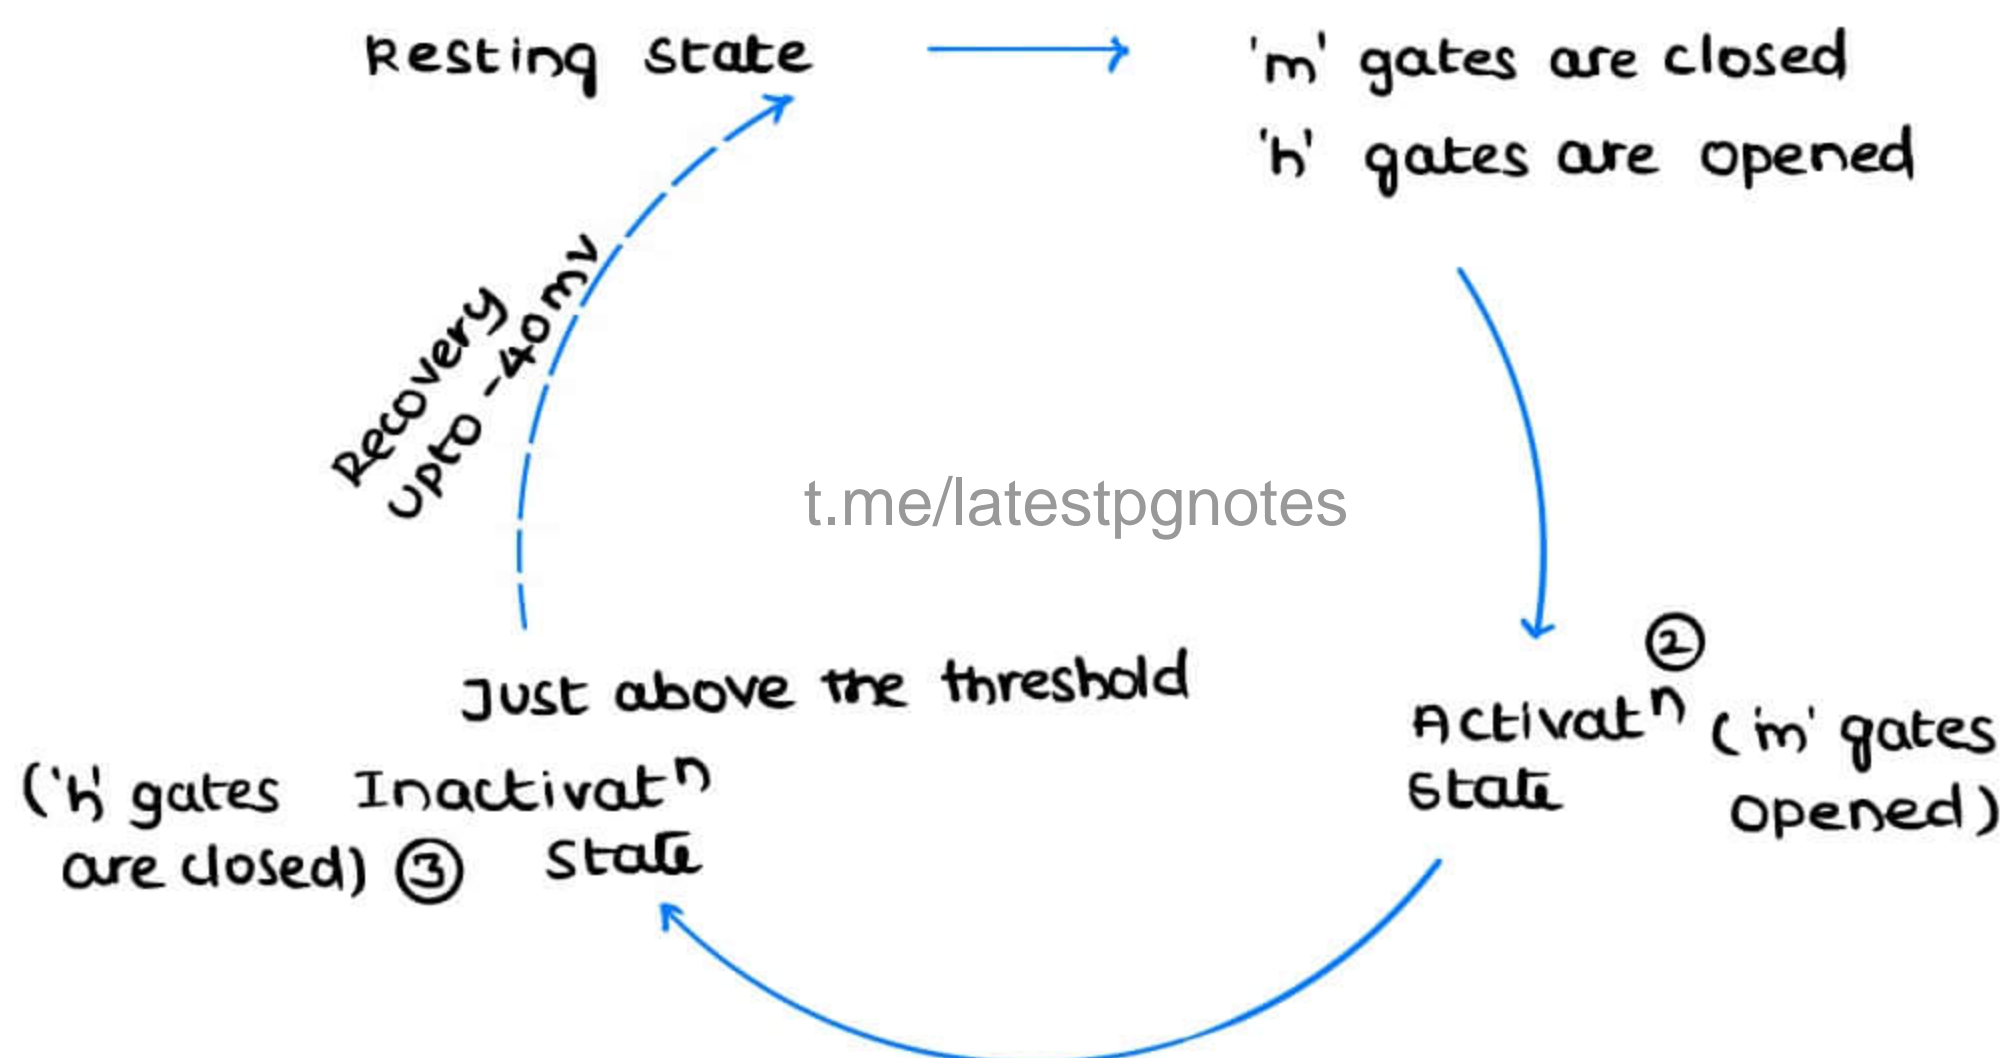 Resting State → 'm' gates are closed
'h' gates are opened
Recovery
upto -40mv
t.me/latestpgnotes
②
Activatⁿ ('m' gates
State opened)
Just above the threshold
('h' gates Inactivatⁿ
are closed) ③ State